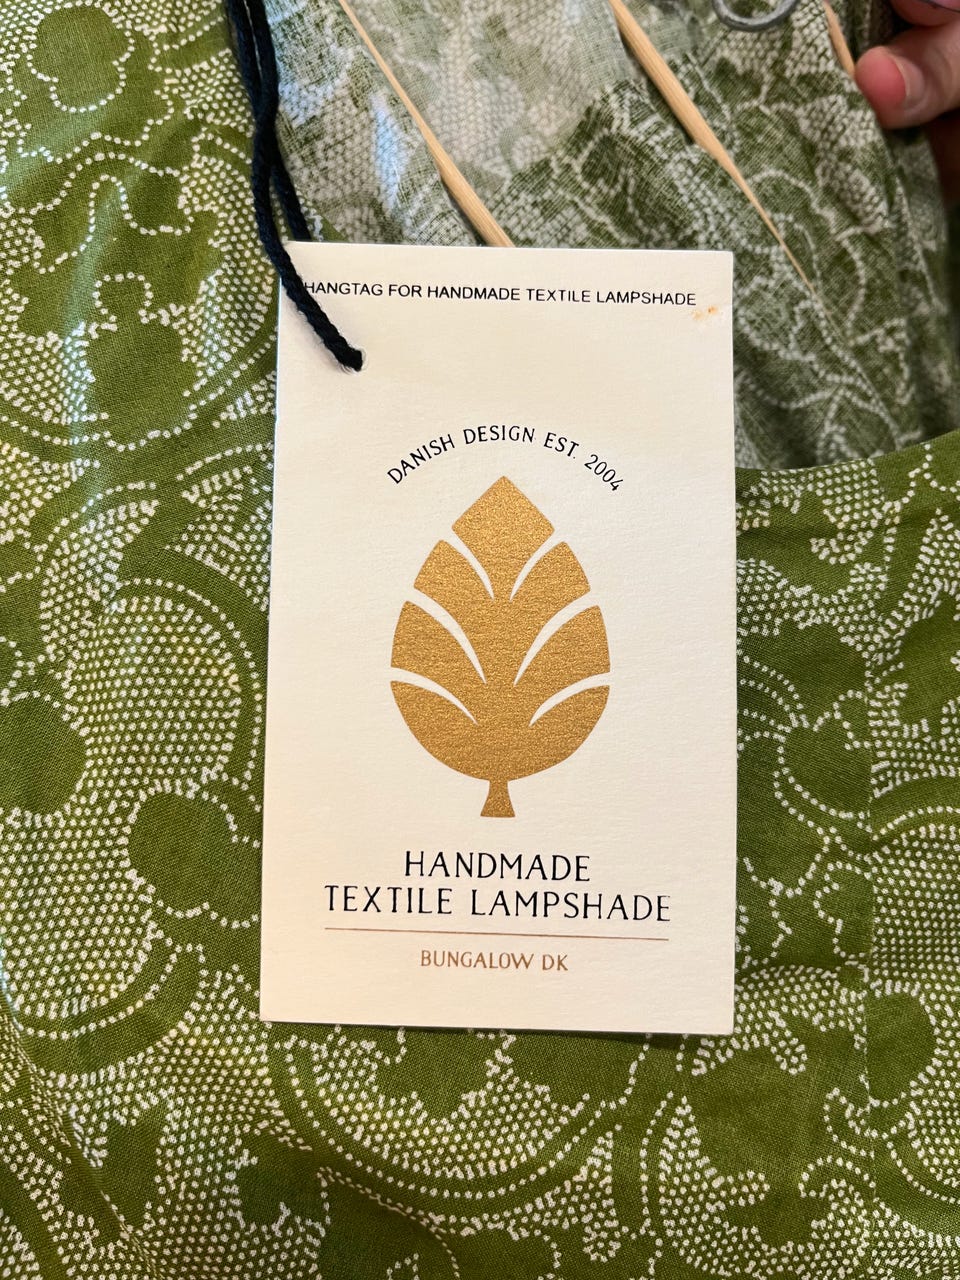 HANGTAG FOR HANDMADE TEXTILE LAMPSHADE
DANISH DESIGN EST. 2004
HANDMADE
TEXTILE LAMPSHADE
BUNGALOW DK